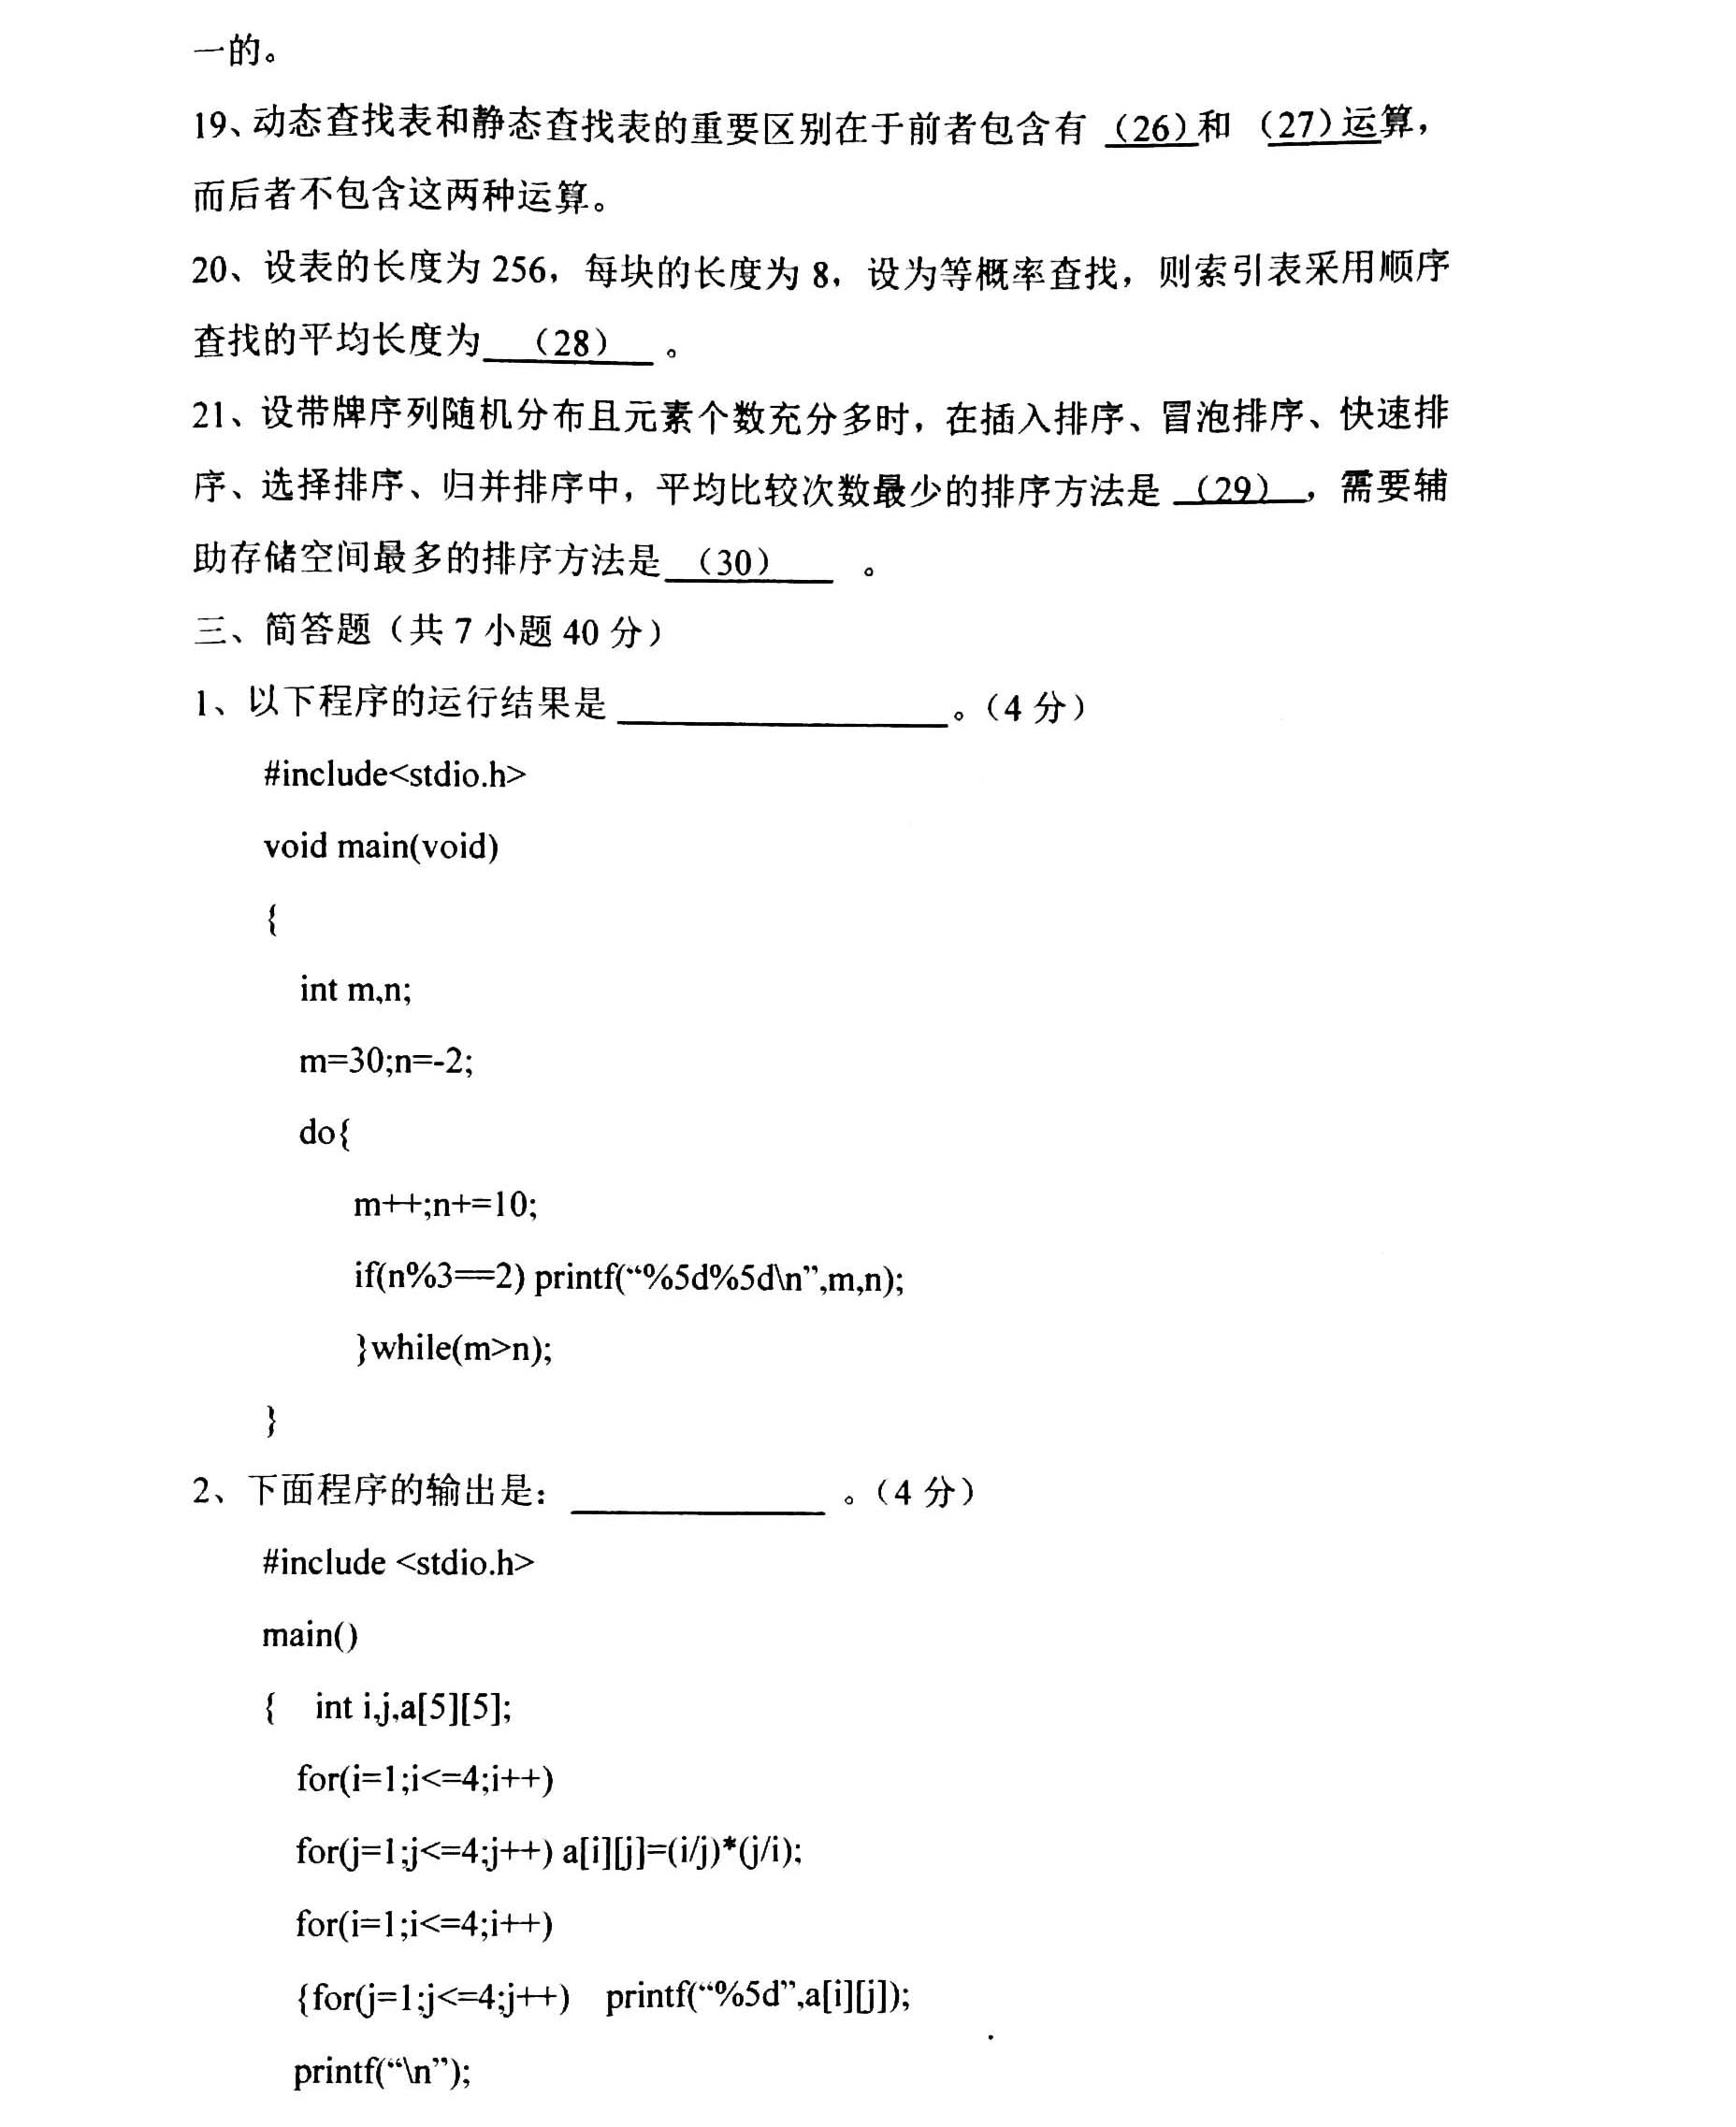 一的。
19、动态查找表和静态查找表的重要区别在于前者包含有 （26）和 （27）运算，
而后者不包含这两种运算。
20、设表的长度为 256，每块的长度为 8，设为等概率查找，则索引表采用顺序
查找的平均长度为 （28） 。
21、设带牌序列随机分布且元素个数充分多时，在插入排序、冒泡排序、快速排
序、选择排序、归并排序中，平均比较次数最少的排序方法是 （29） ，需要辅
助存储空间最多的排序方法是 （30） 。
三、简答题（共 7 小题 40 分）
1、以下程序的运行结果是 ________________。（4 分）
#include<stdio.h>
void main(void)
{
int m,n;
m=30;n=-2;
do{
m++;n+=10;
if(n%3==2) printf(“%5d%5d\n”,m,n);
}while(m>n);
}
2、下面程序的输出是： ____________ 。（4 分）
#include <stdio.h>
main()
{ int i,j,a[5][5];
for(i=1;i<=4;i++)
for(j=1;j<=4;j++) a[i][j]=(i/j)*(j/i);
for(i=1;i<=4;i++)
{for(j=1;j<=4;j++) printf(“%5d”,a[i][j]);
printf(“\n”);